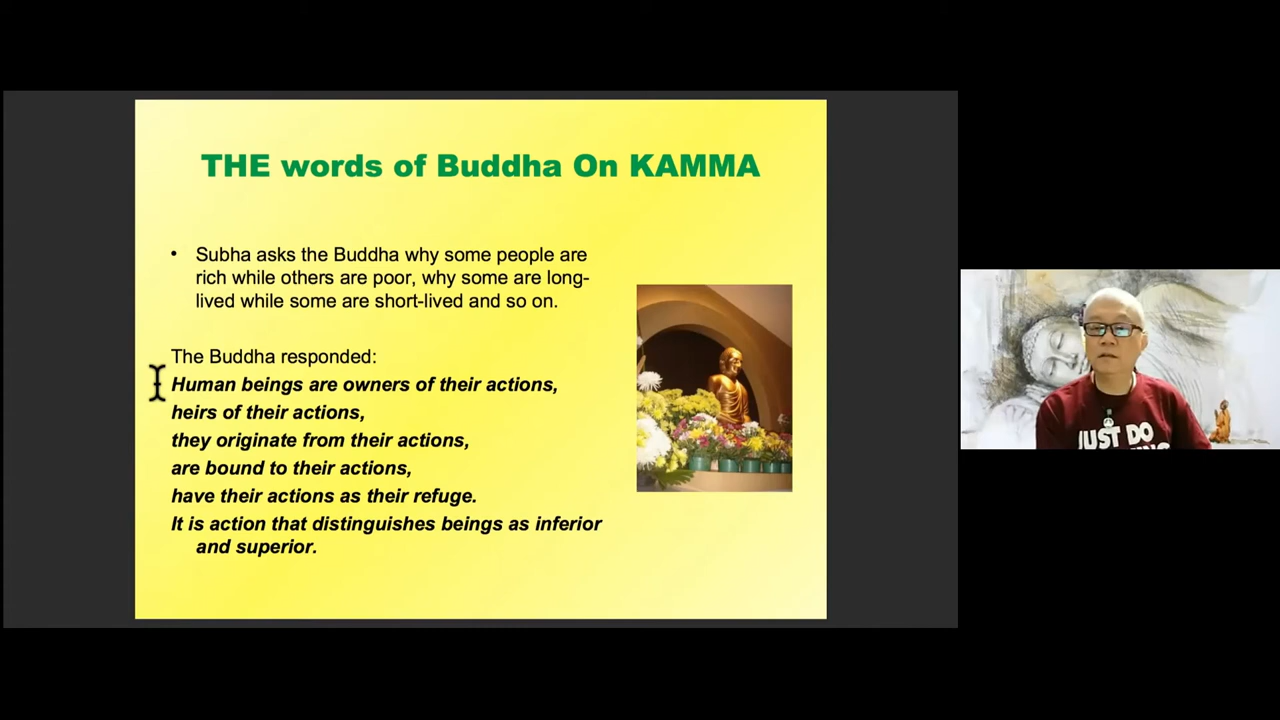 THE words of Buddha On KAMMA
• Subha asks the Buddha why some people are
rich while others are poor, why some are long-
lived while some are short-lived and so on.
The Buddha responded:
Human beings are owners of their actions,
heirs of their actions,
they originate from their actions,
are bound to their actions,
have their actions as their refuge.
It is action that distinguishes beings as inferior
and superior.
JUST DO